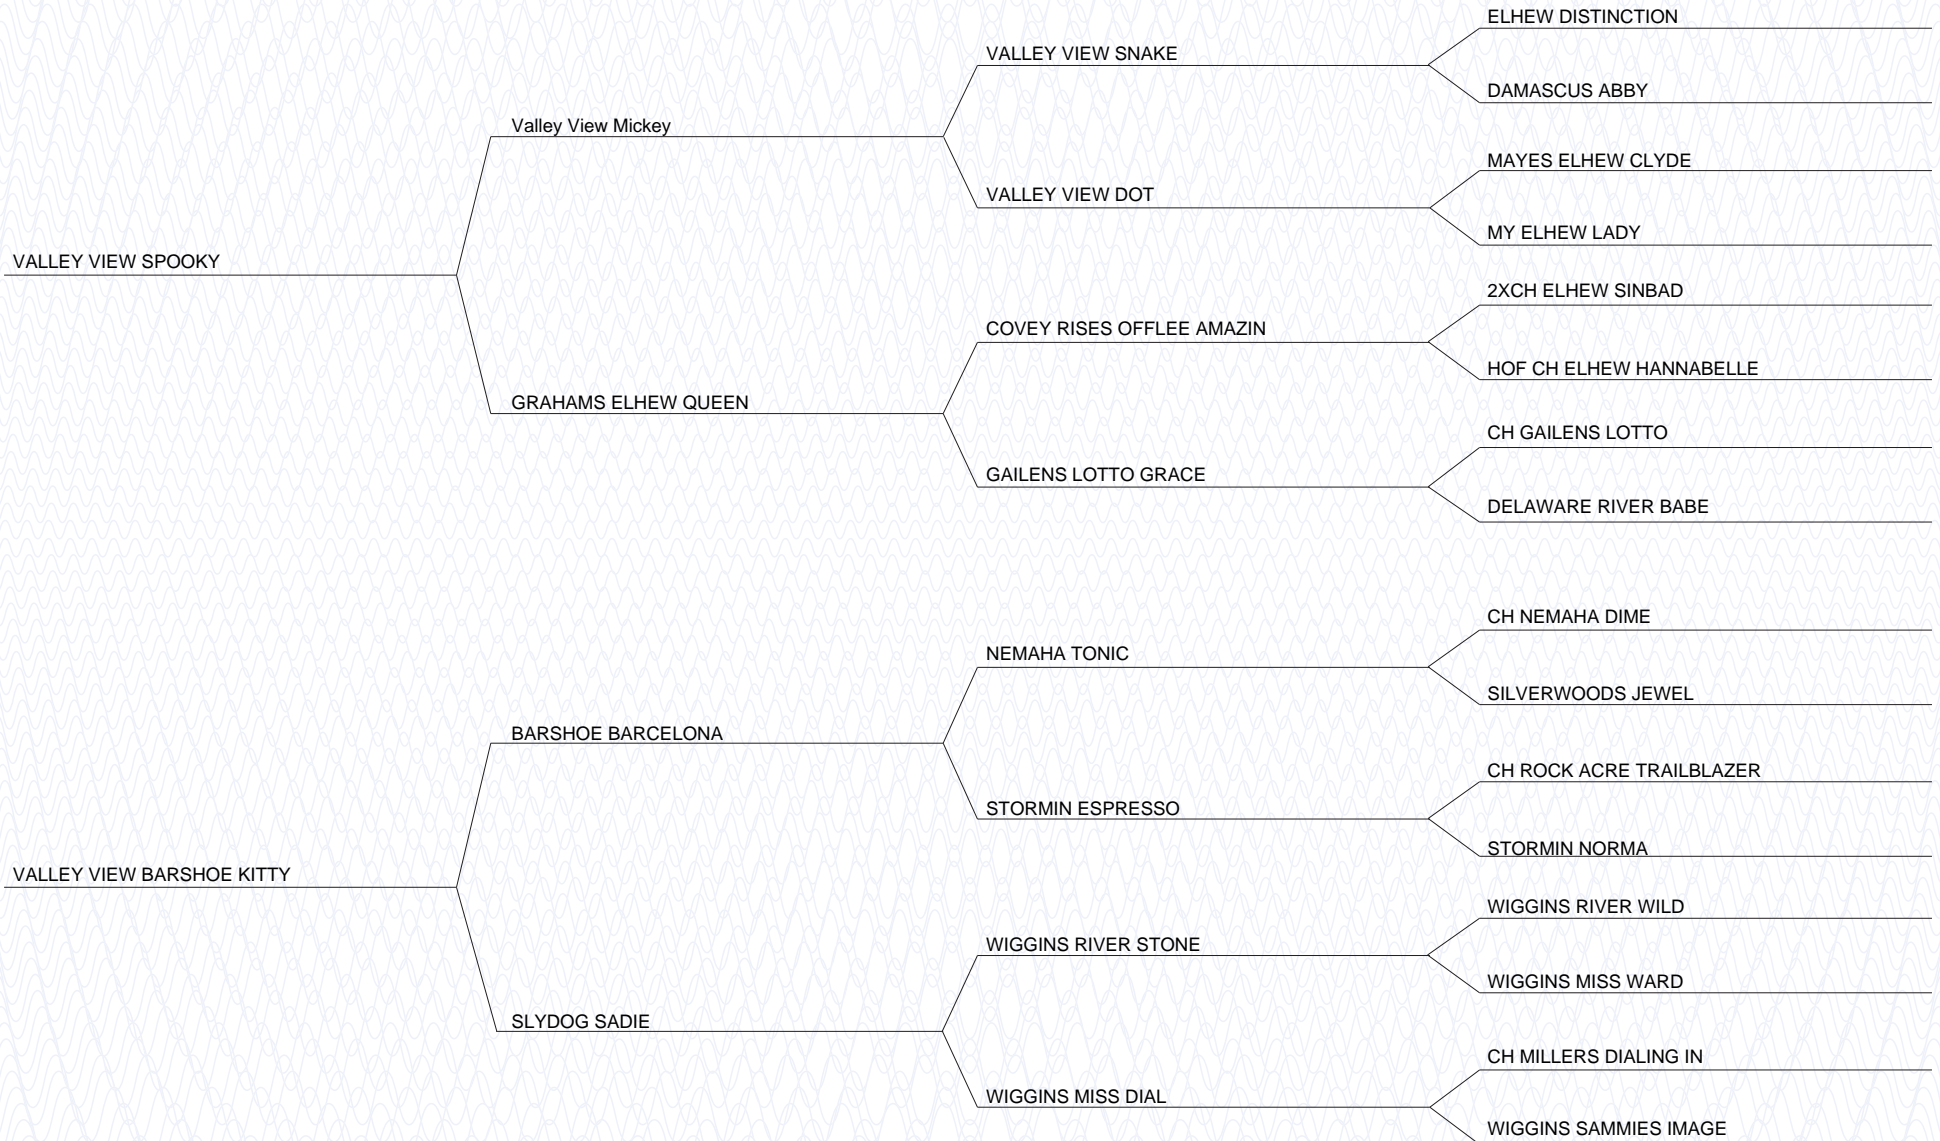 ELHEW DISTINCTION
VALLEY VIEW SNAKE
DAMASCUS ABBY
Valley View Mickey
MAYES ELHEW CLYDE
VALLEY VIEW DOT
MY ELHEW LADY
VALLEY VIEW SPOOKY
2XCH ELHEW SINBAD
COVEY RISES OFFLEE AMAZIN
HOF CH ELHEW HANNABELLE
GRAHAMS ELHEW QUEEN
CH GAILENS LOTTO
GAILENS LOTTO GRACE
DELAWARE RIVER BABE
CH NEMAHA DIME
NEMAHA TONIC
SILVERWOODS JEWEL
BARSHOE BARCELONA
CH ROCK ACRE TRAILBLAZER
STORMIN ESPRESSO
STORMIN NORMA
VALLEY VIEW BARSHOE KITTY
WIGGINS RIVER WILD
WIGGINS RIVER STONE
WIGGINS MISS WARD
SLYDOG SADIE
CH MILLERS DIALING IN
WIGGINS MISS DIAL
WIGGINS SAMMIES IMAGE